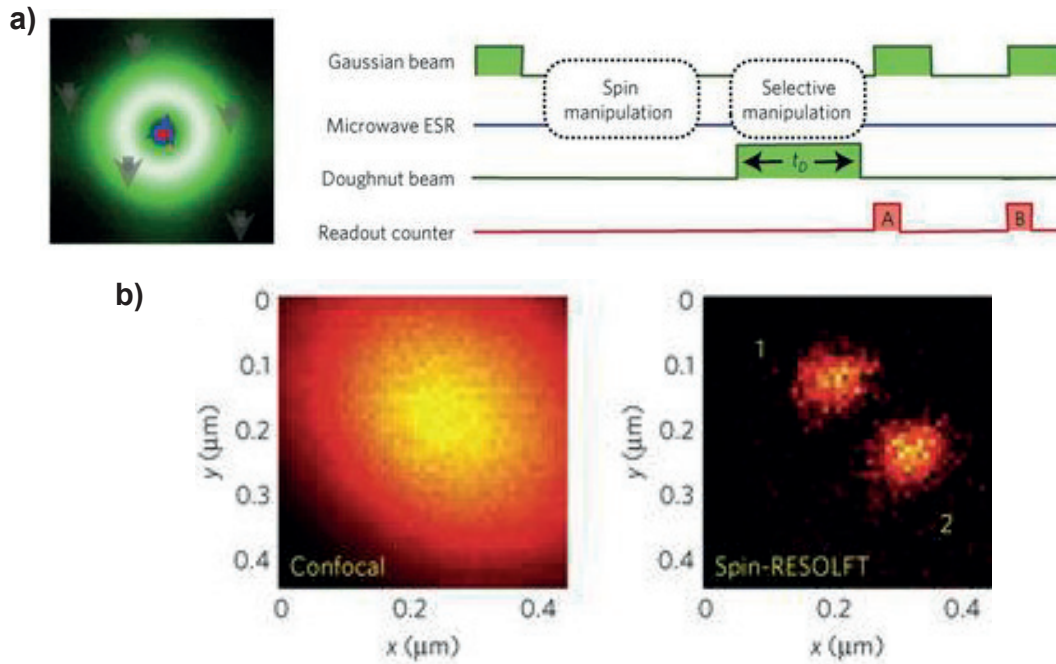 a)
Gaussian beam
Spin
manipulation
Selective
manipulation
Microwave ESR
t_D
Doughnut beam
A
B
Readout counter
b)
0
0.1
0.2
0.3
0.4
y (μm)
Confocal
0
0.2
0.4
x (μm)
0
0.1
0.2
0.3
0.4
y (μm)
1
2
Spin-RESOLFT
0
0.2
0.4
x (μm)